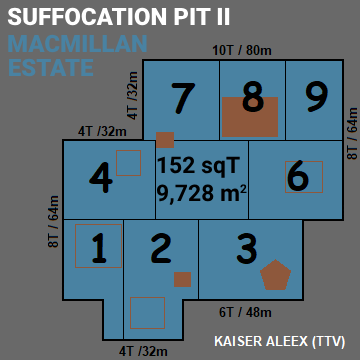 SUFFOCATION PIT II
MACMILLAN
ESTATE
10T / 80m
4T /32m
7
8
9
8T / 64m
4T /32m
4
152 sqT
9,728 m²
6
8T / 64m
1
2
3
6T / 48m
4T /32m
KAISER ALEEX (TTV)